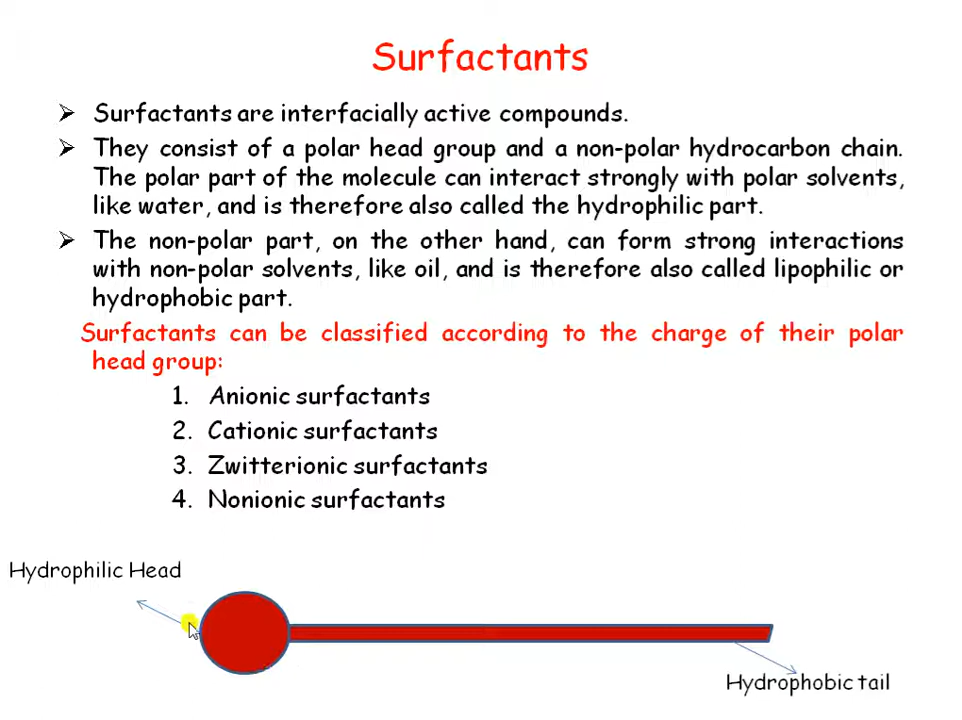 Surfactants
➢ Surfactants are interfacially active compounds.
➢ They consist of a polar head group and a non-polar hydrocarbon chain.
The polar part of the molecule can interact strongly with polar solvents,
like water, and is therefore also called the hydrophilic part.
➢ The non-polar part, on the other hand, can form strong interactions
with non-polar solvents, like oil, and is therefore also called lipophilic or
hydrophobic part.
Surfactants can be classified according to the charge of their polar
head group:
1. Anionic surfactants
2. Cationic surfactants
3. Zwitterionic surfactants
4. Nonionic surfactants
Hydrophilic Head
Hydrophobic tail